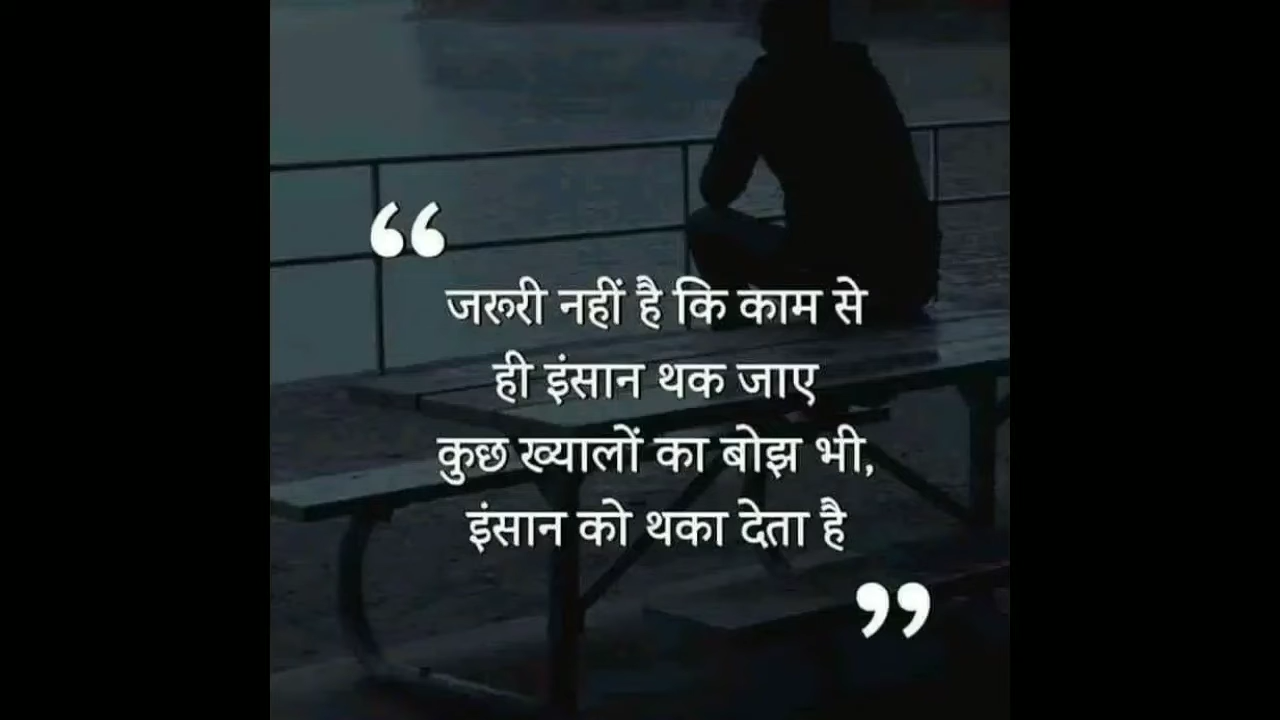 “
जरूरी नहीं है कि काम से
ही इंसान थक जाए
कुछ ख्यालों का बोझ भी,
इंसान को थका देता है
”